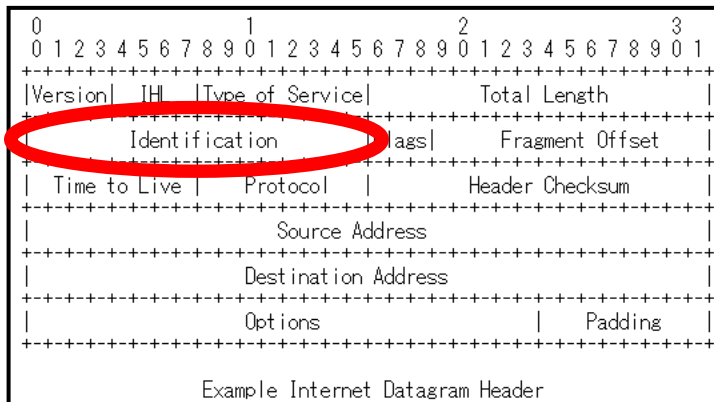 0 1 2 3
0 1 2 3 4 5 6 7 8 9 0 1 2 3 4 5 6 7 8 9 0 1 2 3 4 5 6 7 8 9 0 1
+-+-+-+-+-+-+-+-+-+-+-+-+-+-+-+-+-+-+-+-+-+-+-+-+-+-+-+-+-+-+-+-+
|Version| IHL |Type of Service| Total Length |
+-+-+-+-+-+-+-+-+-+-+-+-+-+-+-+-+-+-+-+-+-+-+-+-+-+-+-+-+-+-+-+-+
| Identification lags| Fragment Offset |
+-+-+-+-+-+-+-+-+-+-+-+-+-+-+-+-+-+-+-+-+-+-+-+-+-+-+-+-+-+-+-+-+
| Time to Live | Protocol | Header Checksum |
+-+-+-+-+-+-+-+-+-+-+-+-+-+-+-+-+-+-+-+-+-+-+-+-+-+-+-+-+-+-+-+-+
| Source Address |
+-+-+-+-+-+-+-+-+-+-+-+-+-+-+-+-+-+-+-+-+-+-+-+-+-+-+-+-+-+-+-+-+
| Destination Address |
+-+-+-+-+-+-+-+-+-+-+-+-+-+-+-+-+-+-+-+-+-+-+-+-+-+-+-+-+-+-+-+-+
| Options | Padding |
+-+-+-+-+-+-+-+-+-+-+-+-+-+-+-+-+-+-+-+-+-+-+-+-+-+-+-+-+-+-+-+-+
Example Internet Datagram Header